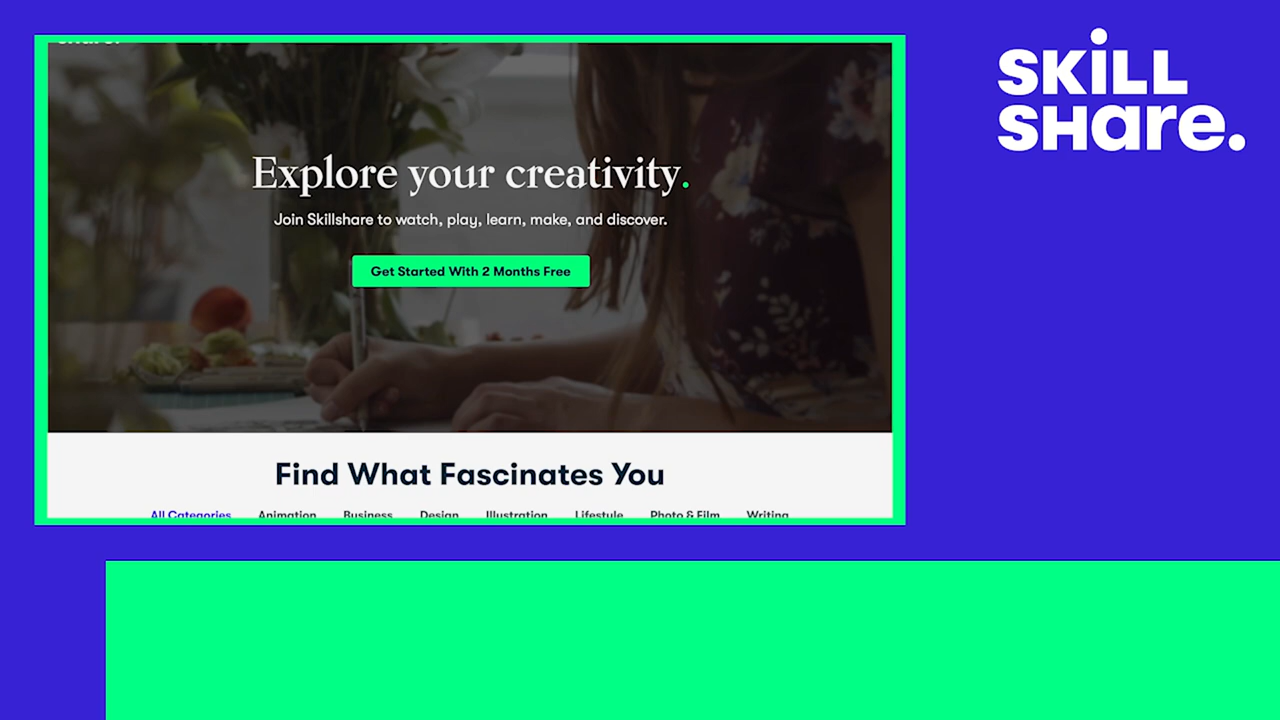 SKiLL
SHare.
Explore your creativity.
Join Skillshare to watch, play, learn, make, and discover.
Get Started With 2 Months Free
Find What Fascinates You
All Categories Animation Business Design Illustration Lifestyle Photo & Film Writing